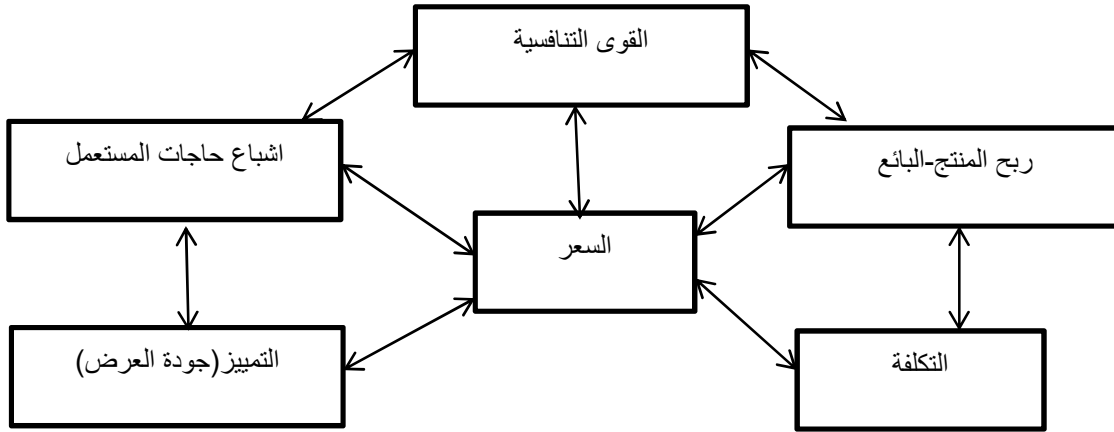 القوى التنافسية
اشباع حاجات المستعمل
ربح المنتج-البائع
السعر
التمييز(جودة العرض)
التكلفة